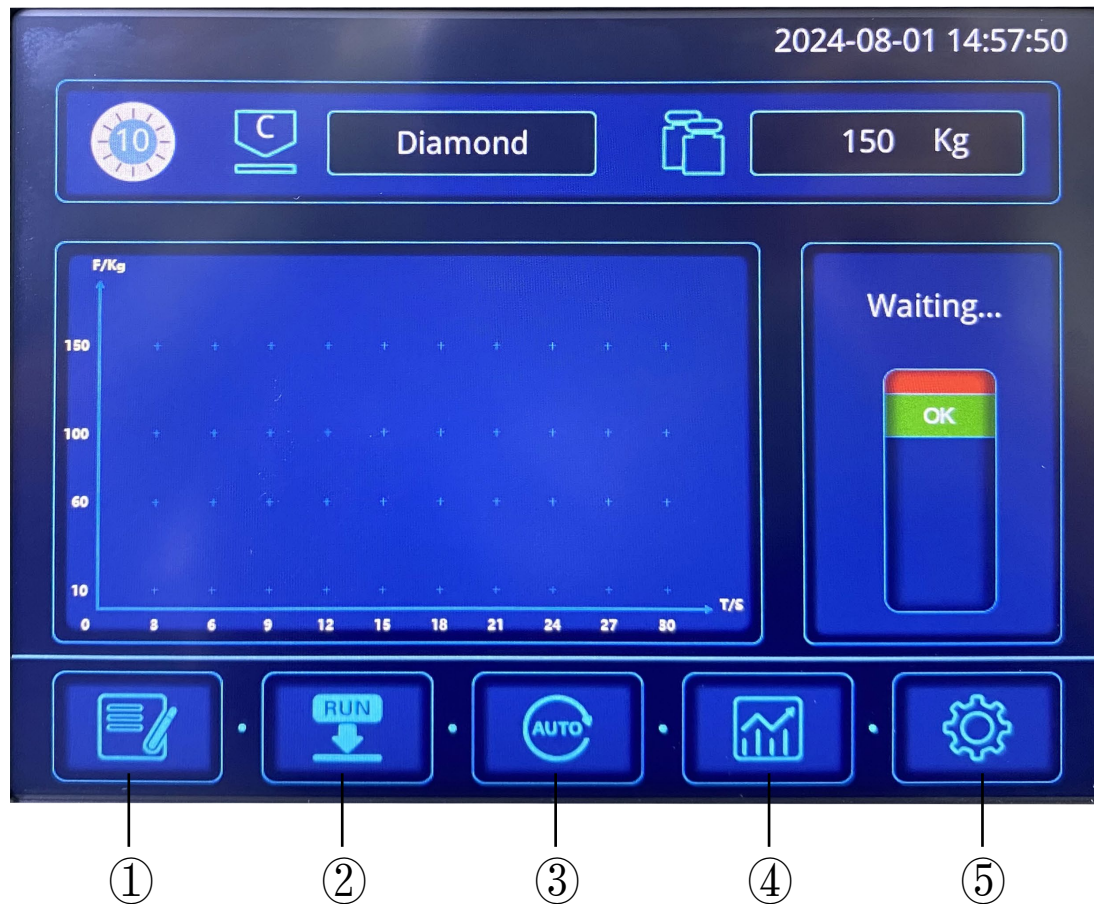 2024-08-01 14:57:50
10
C
Diamond
150 Kg
F/Kg
150
100
60
10
0 3 6 9 12 15 18 21 24 27 30
T/S
Waiting...
OK
RUN
AUTO
① ② ③ ④ ⑤